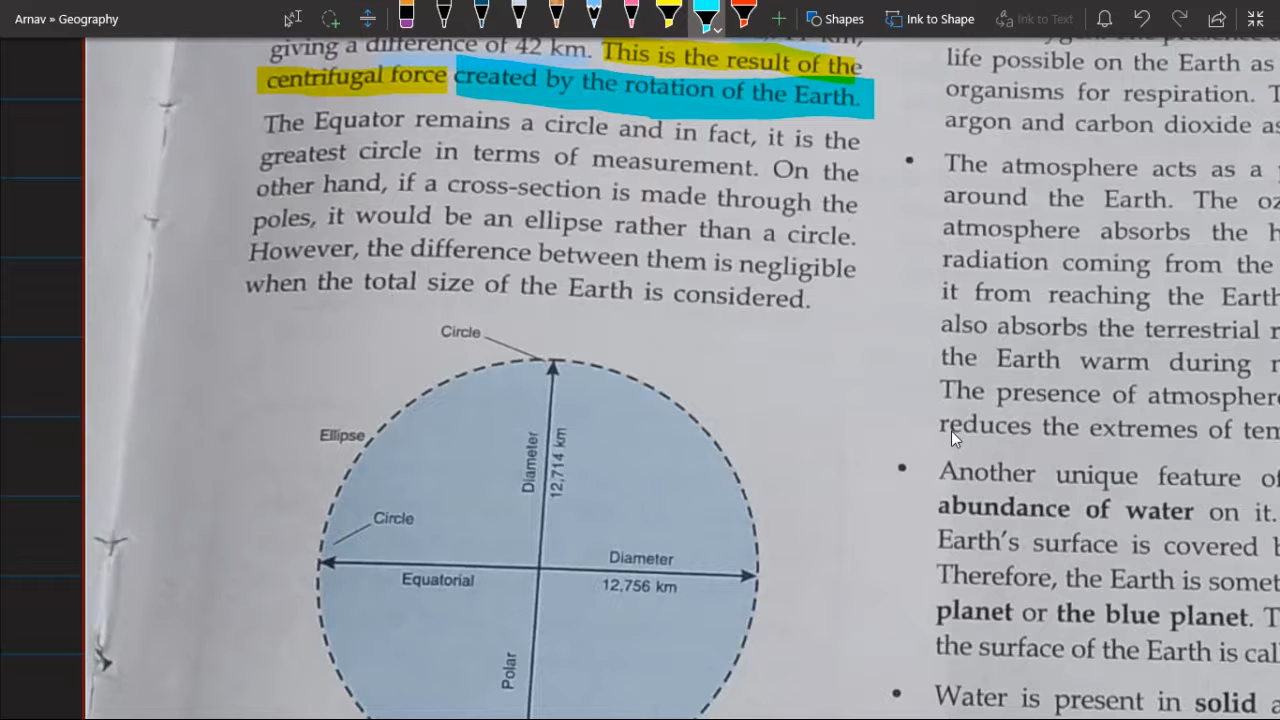 Arnav » Geography
Shapes
Ink to Shape
Ink to Text
giving a difference of 42 km. This is the result of the
centrifugal force created by the rotation of the Earth.
The Equator remains a circle and in fact, it is the
greatest circle in terms of measurement. On the
other hand, if a cross-section is made through the
poles, it would be an ellipse rather than a circle.
However, the difference between them is negligible
when the total size of the Earth is considered.
Circle
Ellipse
Diameter
12,714 km
Circle
Diameter
Equatorial
12,756 km
Polar
life possible on the Earth as
organisms for respiration.
argon and carbon dioxide
The atmosphere acts as a
around the Earth. The
atmosphere absorbs the
radiation coming from the
it from reaching the
also absorbs the terrestrial
the Earth warm during
The presence of
reduces the extremes of
Another unique feature
abundance of water on it.
Earth's surface is covered
Therefore, the Earth is
planet or the blue planet.
the surface of the Earth is
Water is present in solid